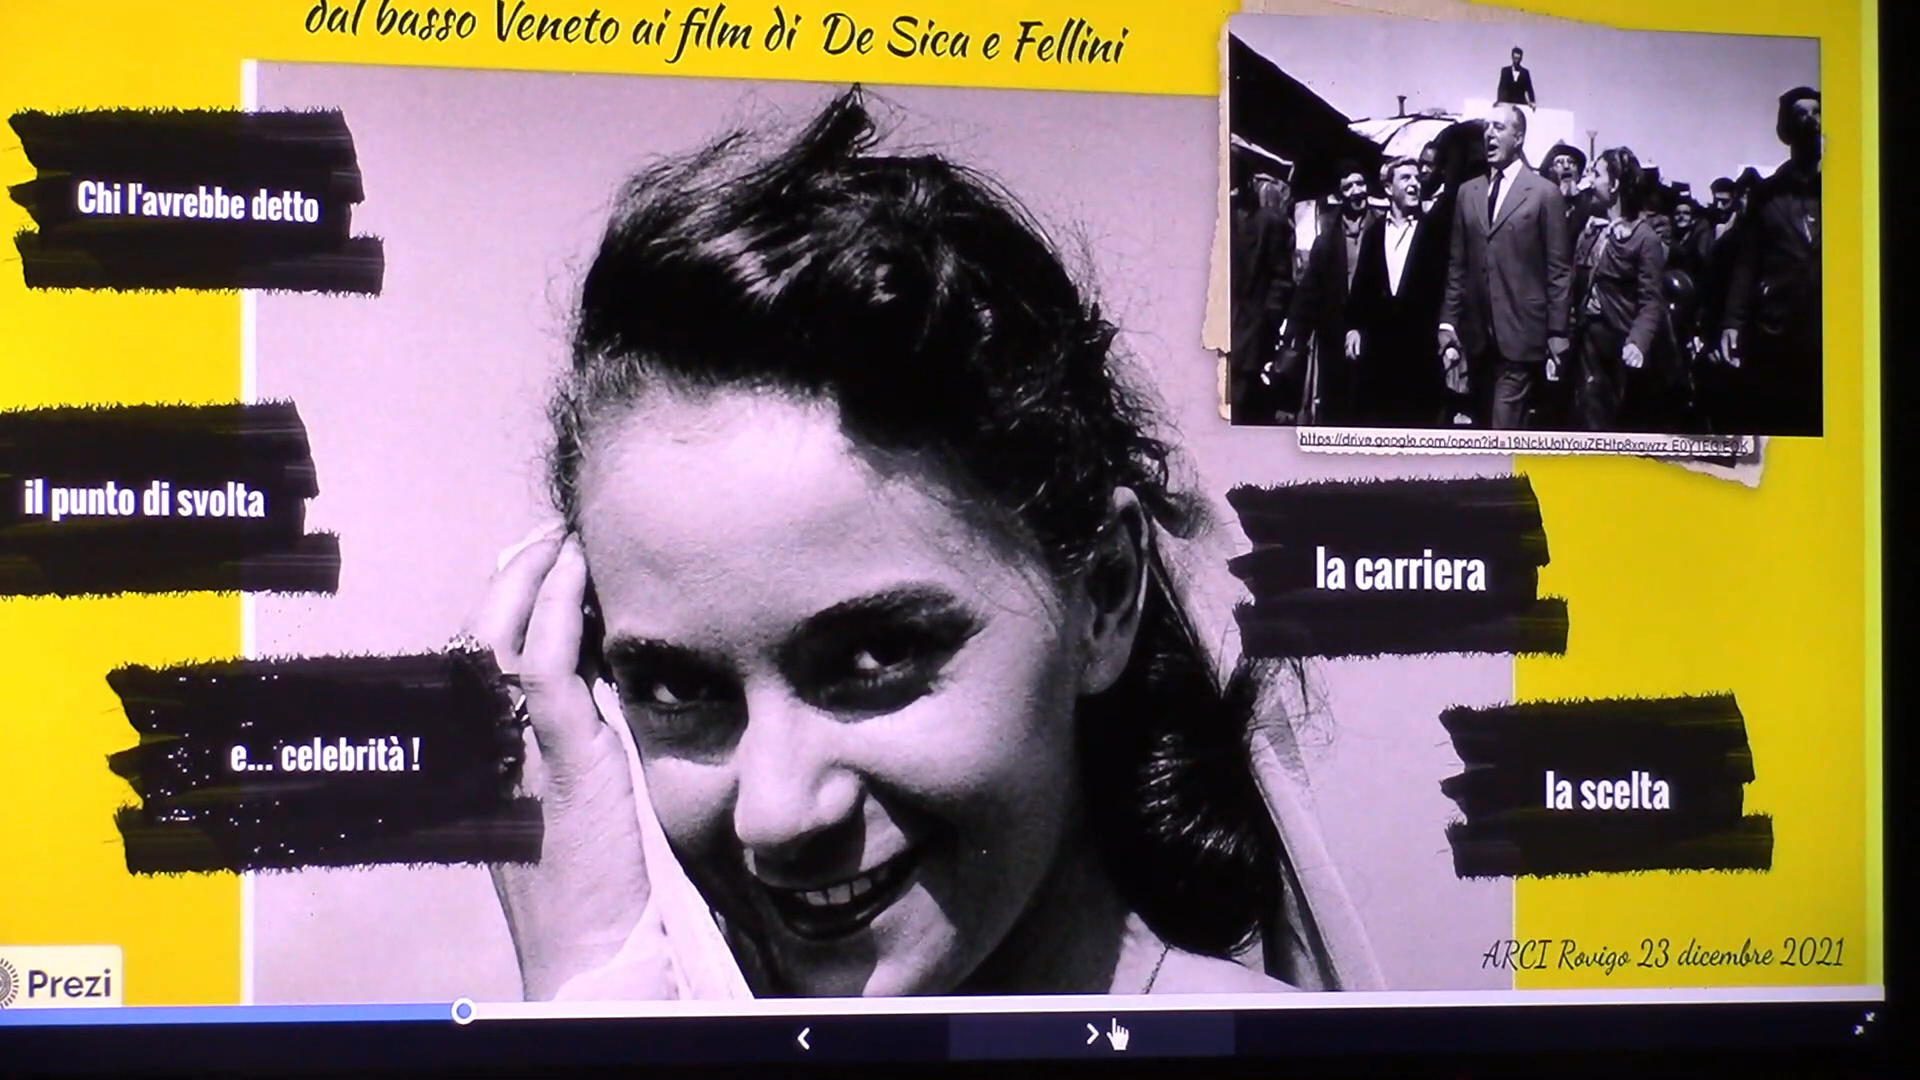 dal basso Veneto ai film di De Sica e Fellini
Chi l'avrebbe detto
il punto di svolta
la carriera
e... celebrità !
la scelta
ARCI Rovigo 23 dicembre 2021
Prezi